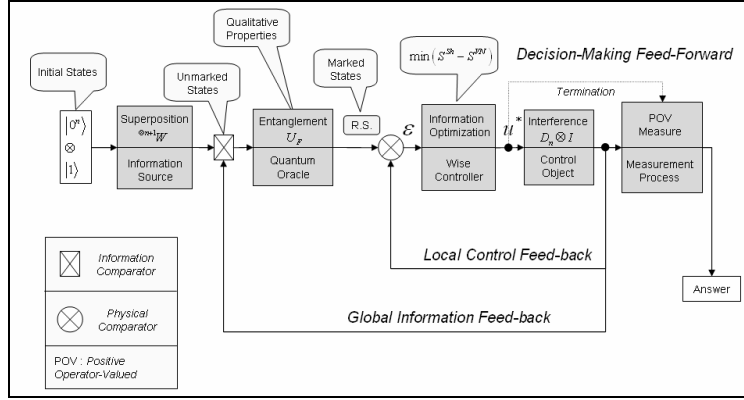 Initial States
|0ⁿ⟩
⊗
|1⟩
Superposition
⊗n+1W
Information
Source
Unmarked
States
Qualitative
Properties
Entanglement
U_F
Quantum
Oracle
Marked
States
R.S.
ε
min(S^Sh − S^VN)
Information
Optimization
Wise
Controller
u*
Decision-Making Feed-Forward
Termination
Interference
D_n ⊗ I
Control
Object
POV
Measure
Measurement
Process
Answer
Local Control Feed-back
Global Information Feed-back
Information
Comparator
Physical
Comparator
POV : Positive
Operator-Valued